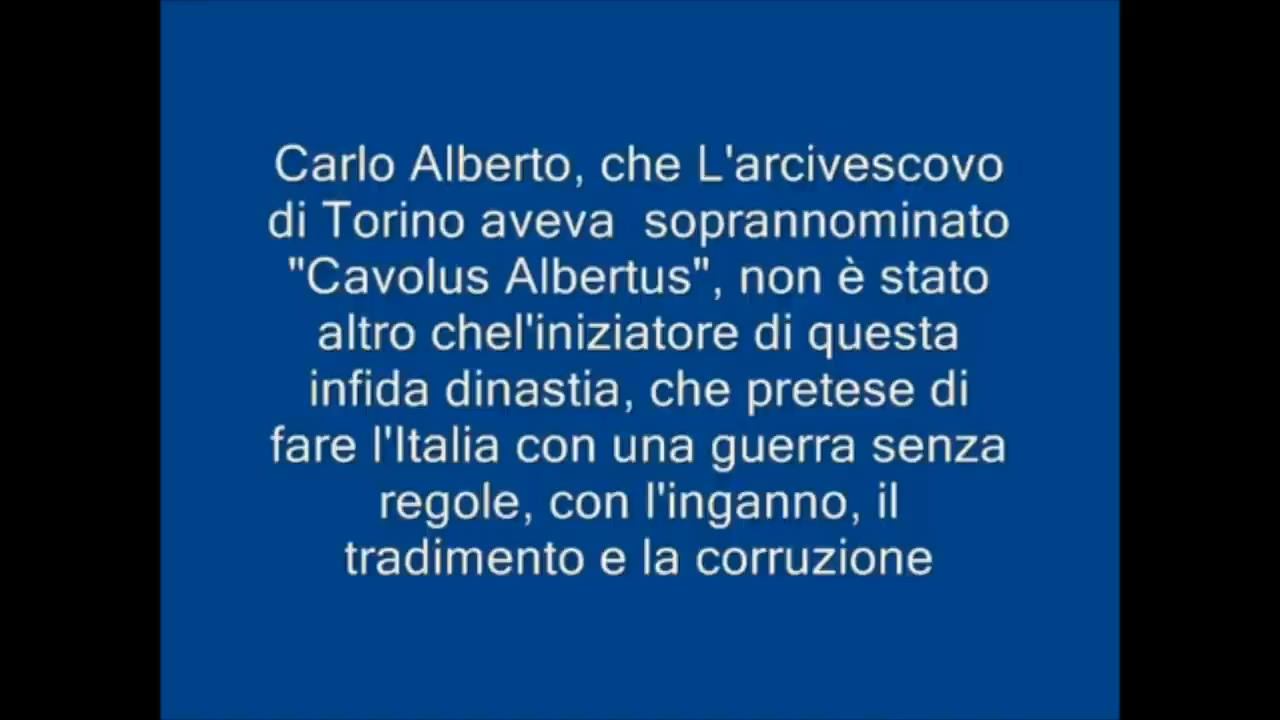 Carlo Alberto, che L'arcivescovo
di Torino aveva  soprannominato
"Cavolus Albertus", non è stato
altro chel'iniziatore di questa
infida dinastia, che pretese di
fare l'Italia con una guerra senza
regole, con l'inganno, il
tradimento e la corruzione